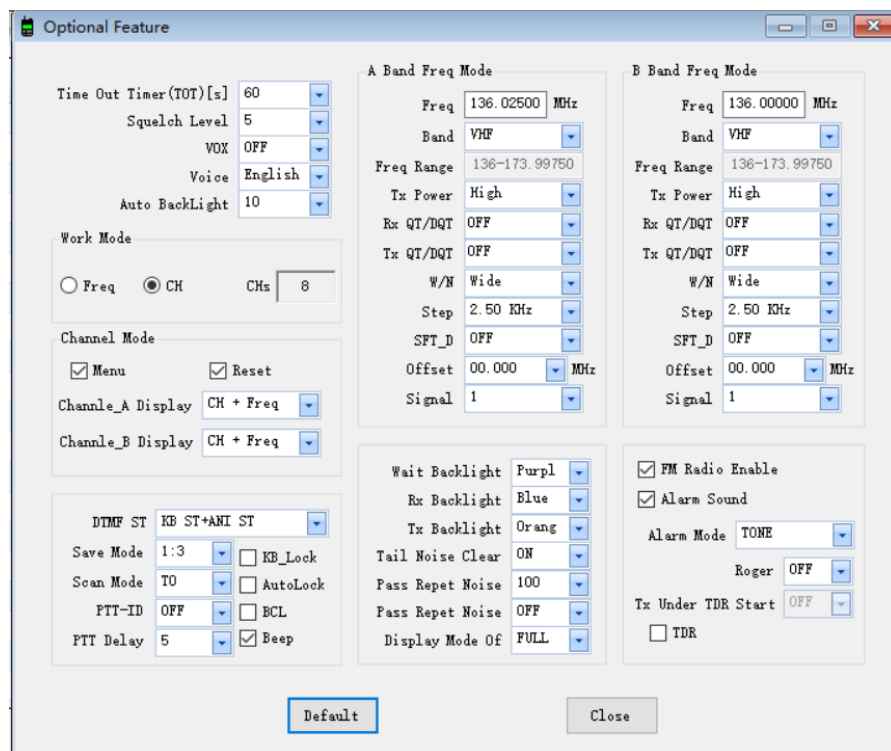 Optional Feature
Time Out Timer(TOT)[s] 60
Squelch Level 5
VOX OFF
Voice English
Auto BackLight 10
Work Mode
Freq CH CHs 8
Channel Mode
Menu Reset
Channle_A Display CH + Freq
Channle_B Display CH + Freq
DTMF ST KB ST+ANI ST
Save Mode 1:3 KB_Lock
Scan Mode TO AutoLock
PTT-ID OFF BCL
PTT Delay 5 Beep
A Band Freq Mode
Freq 136.02500 MHz
Band VHF
Freq Range 136-173.99750
Tx Power High
Rx QT/DQT OFF
Tx QT/DQT OFF
W/N Wide
Step 2.50 KHz
SFT_D OFF
Offset 00.000 MHz
Signal 1
B Band Freq Mode
Freq 136.00000 MHz
Band VHF
Freq Range 136-173.99750
Tx Power High
Rx QT/DQT OFF
Tx QT/DQT OFF
W/N Wide
Step 2.50 KHz
SFT_D OFF
Offset 00.000 MHz
Signal 1
Wait Backlight Purpl
Rx Backlight Blue
Tx Backlight Orang
Tail Noise Clear ON
Pass Repet Noise 100
Pass Repet Noise OFF
Display Mode Of FULL
FM Radio Enable
Alarm Sound
Alarm Mode TONE
Roger OFF
Tx Under TDR Start OFF
TDR
Default Close